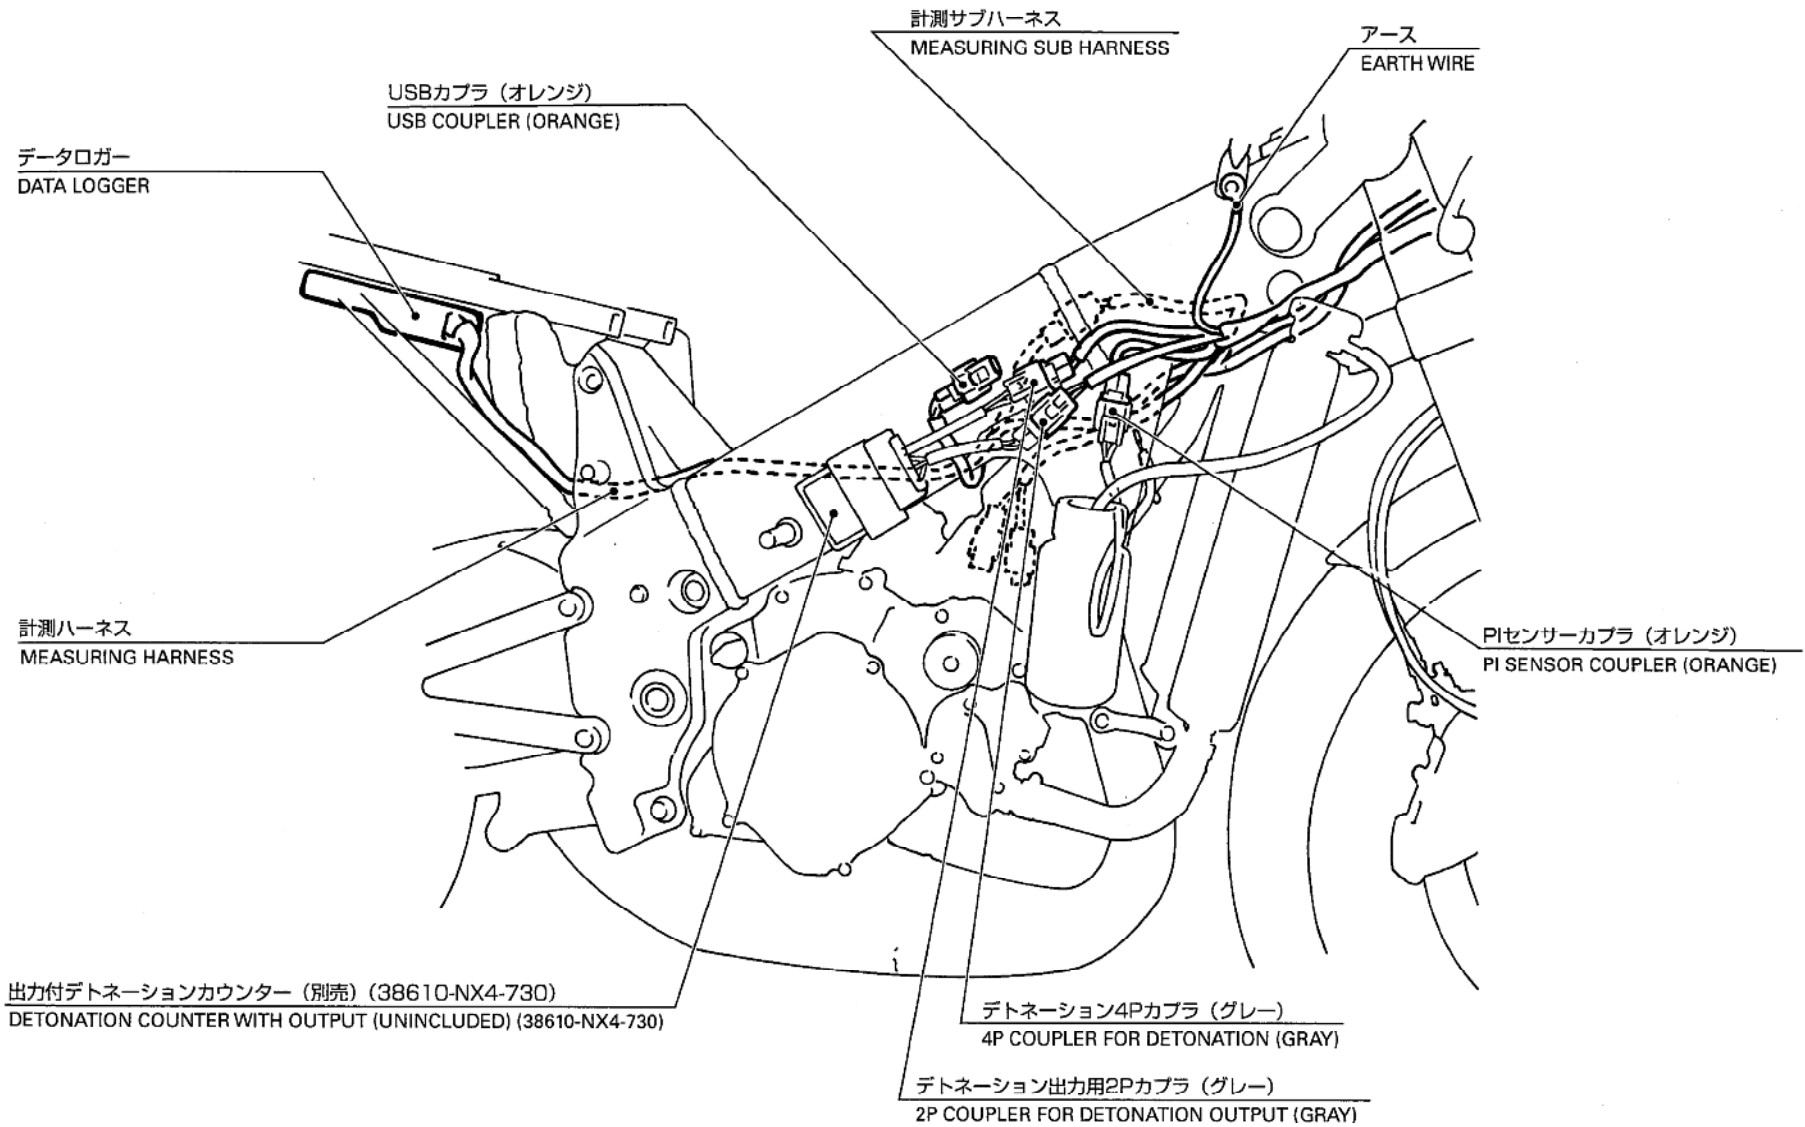 計測サブハーネス
MEASURING SUB HARNESS
アース
EARTH WIRE
USBカプラ（オレンジ）
USB COUPLER (ORANGE)
データロガー
DATA LOGGER
計測ハーネス
MEASURING HARNESS
PIセンサーカプラ（オレンジ）
PI SENSOR COUPLER (ORANGE)
出力付デトネーションカウンター（別売）(38610-NX4-730)
DETONATION COUNTER WITH OUTPUT (UNINCLUDED) (38610-NX4-730)
デトネーション4Pカプラ（グレー）
4P COUPLER FOR DETONATION (GRAY)
デトネーション出力用2Pカプラ（グレー）
2P COUPLER FOR DETONATION OUTPUT (GRAY)